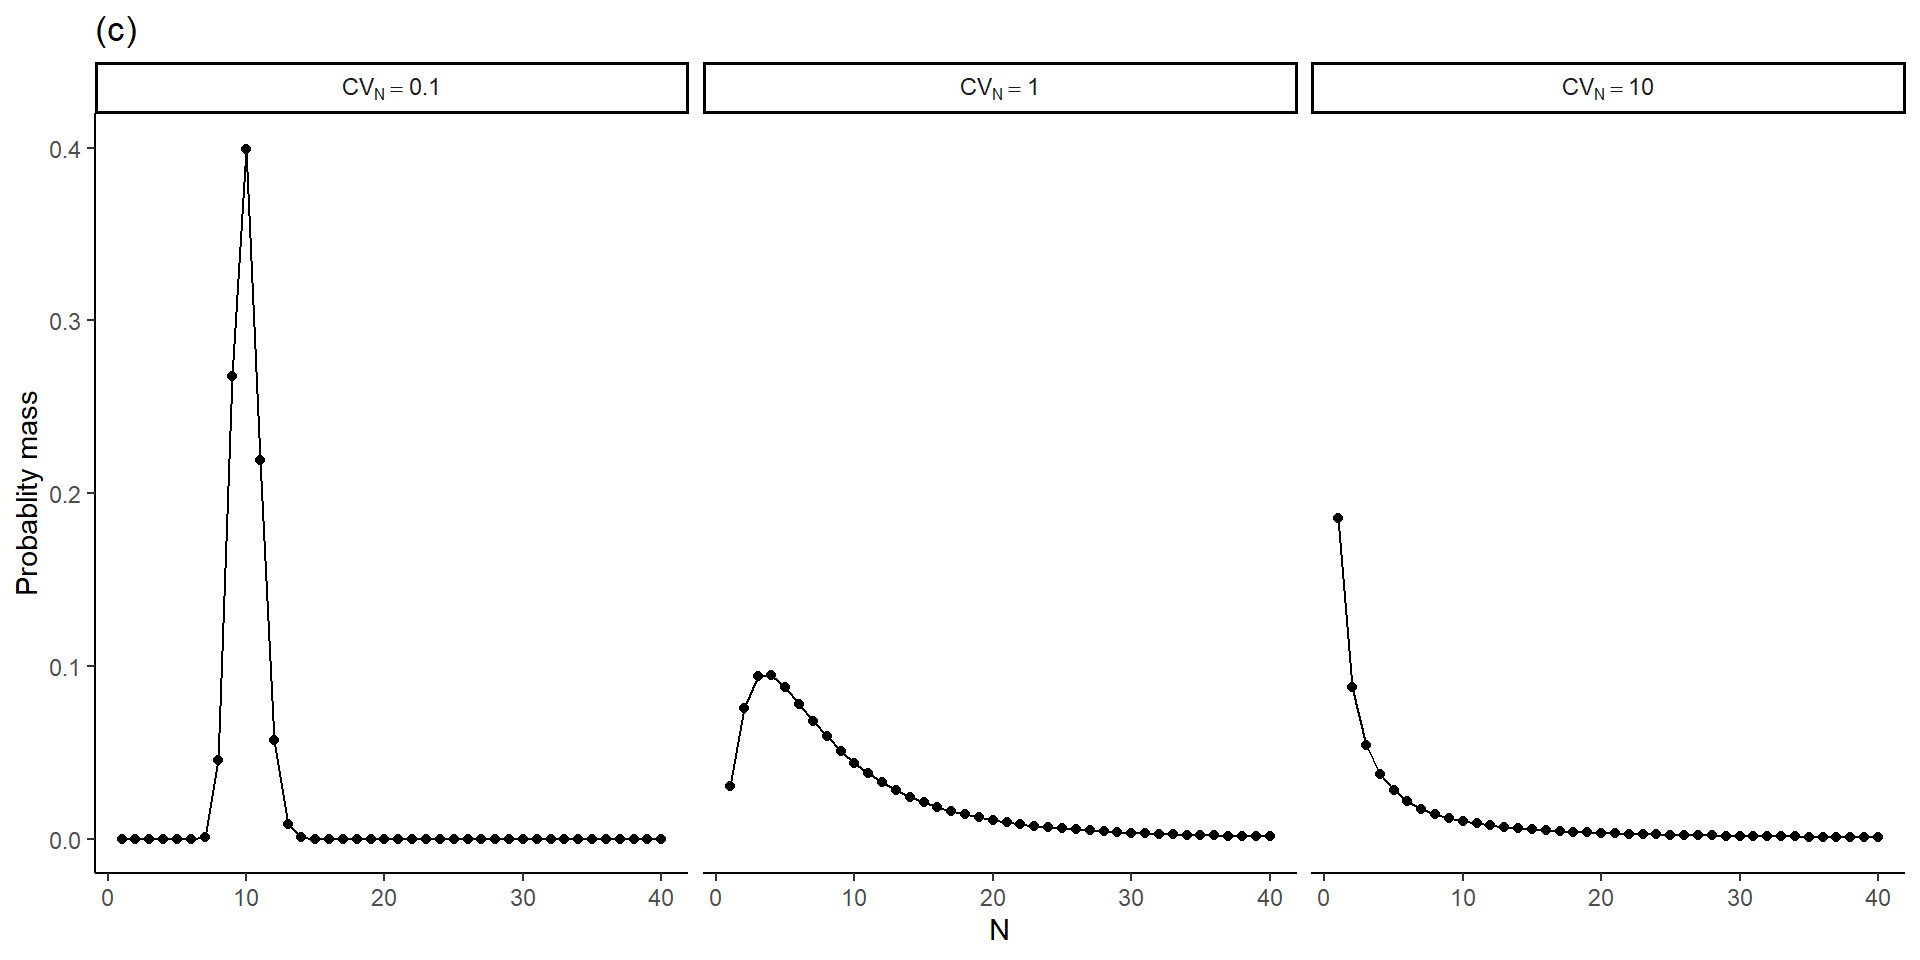 (c)
CV_N = 0.1
CV_N = 1
CV_N = 10
Probablity mass
0.4
0.3
0.2
0.1
0.0
0 10 20 30 40
0 10 20 30 40
0 10 20 30 40
N